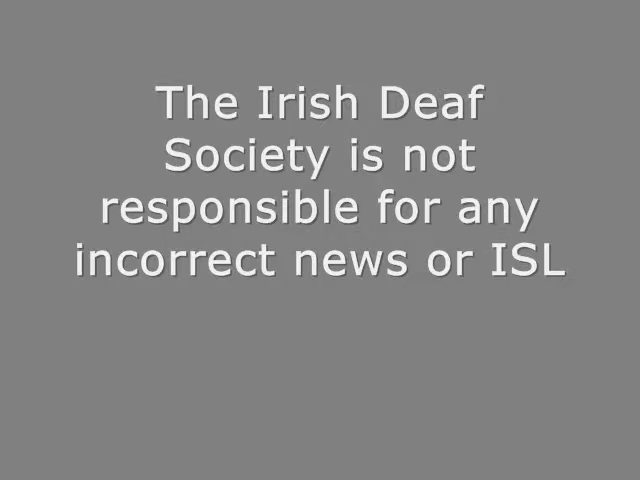 The Irish Deaf
Society is not
responsible for any
incorrect news or ISL